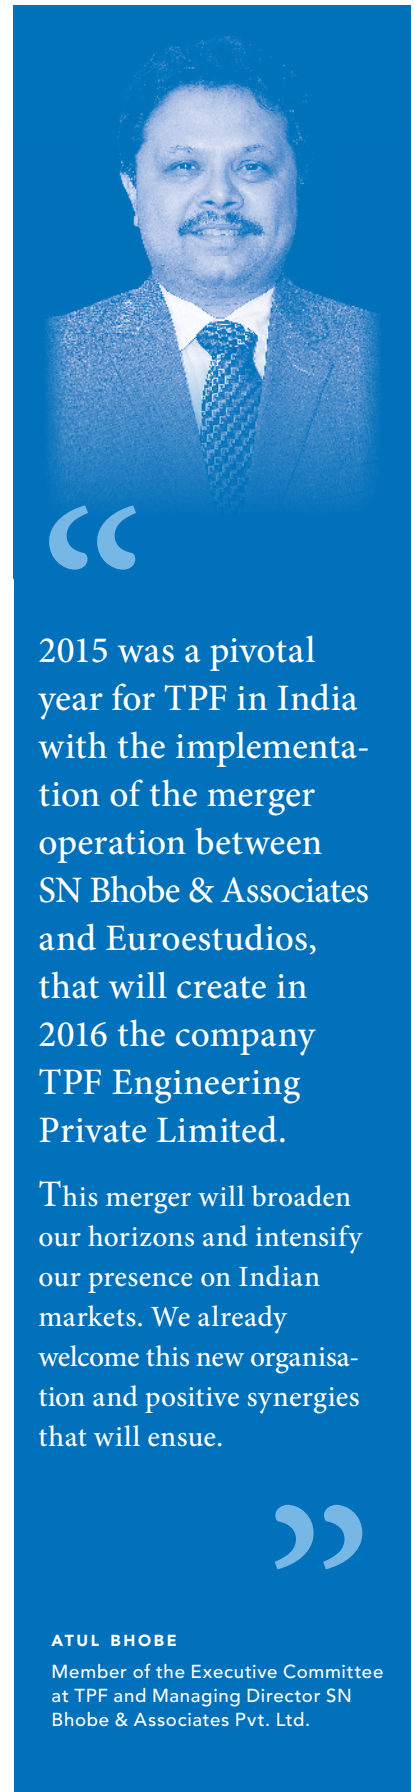 “
2015 was a pivotal
year for TPF in India
with the implementa-
tion of the merger
operation between
SN Bhobe & Associates
and Euroestudios,
that will create in
2016 the company
TPF Engineering
Private Limited.
This merger will broaden
our horizons and intensify
our presence on Indian
markets. We already
welcome this new organisa-
tion and positive synergies
that will ensue.
”
ATUL BHOBE
Member of the Executive Committee
at TPF and Managing Director SN
Bhobe & Associates Pvt. Ltd.